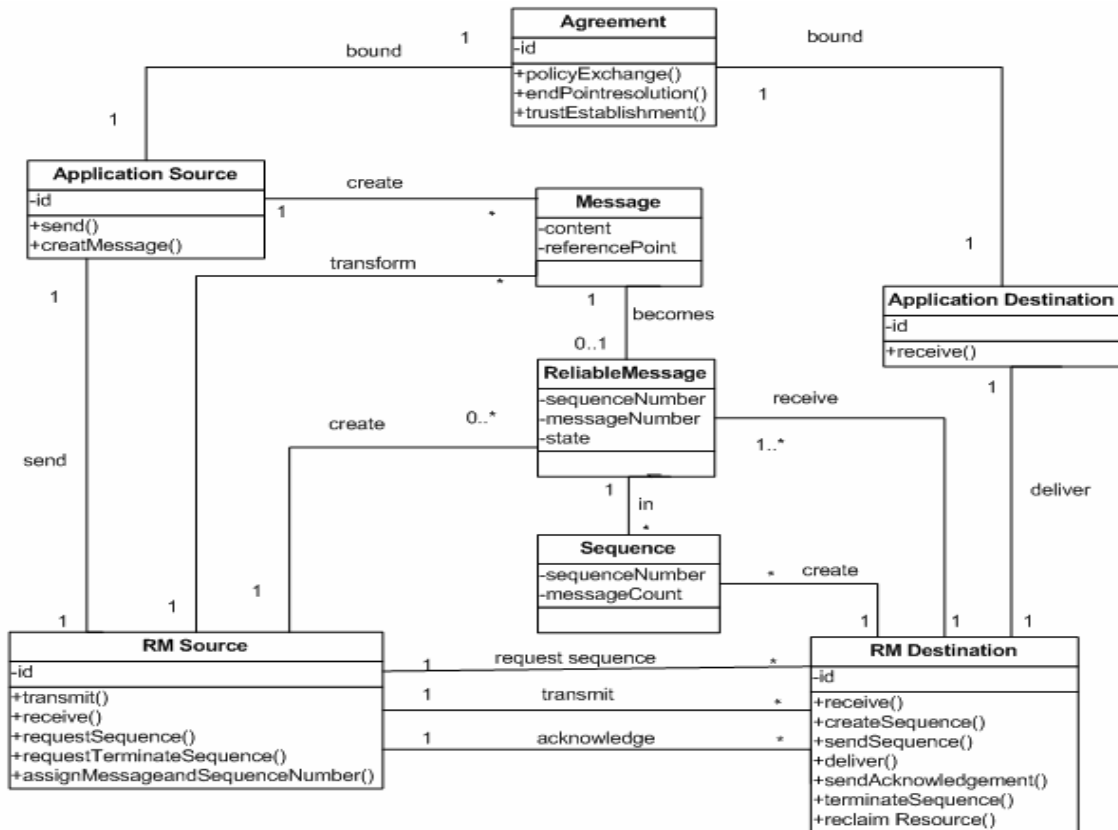 Agreement
-id
+policyExchange()
+endPointresolution()
+trustEstablishment()
bound
1
1
bound
1
1
Application Source
-id
+send()
+creatMessage()
create
1
*
Message
-content
-referencePoint
transform
*
1
1
becomes
0..1
Application Destination
-id
+receive()
ReliableMessage
-sequenceNumber
-messageNumber
-state
create
0..*
1
receive
1..*
1
send
1
1
deliver
1
1
1
in
*
Sequence
-sequenceNumber
-messageCount
*
create
1
RM Source
-id
+transmit()
+receive()
+requestSequence()
+requestTerminateSequence()
+assignMessageandSequenceNumber()
1
request sequence
*
1
transmit
*
1
acknowledge
*
RM Destination
-id
+receive()
+createSequence()
+sendSequence()
+deliver()
+sendAcknowledgement()
+terminateSequence()
+reclaim Resource()